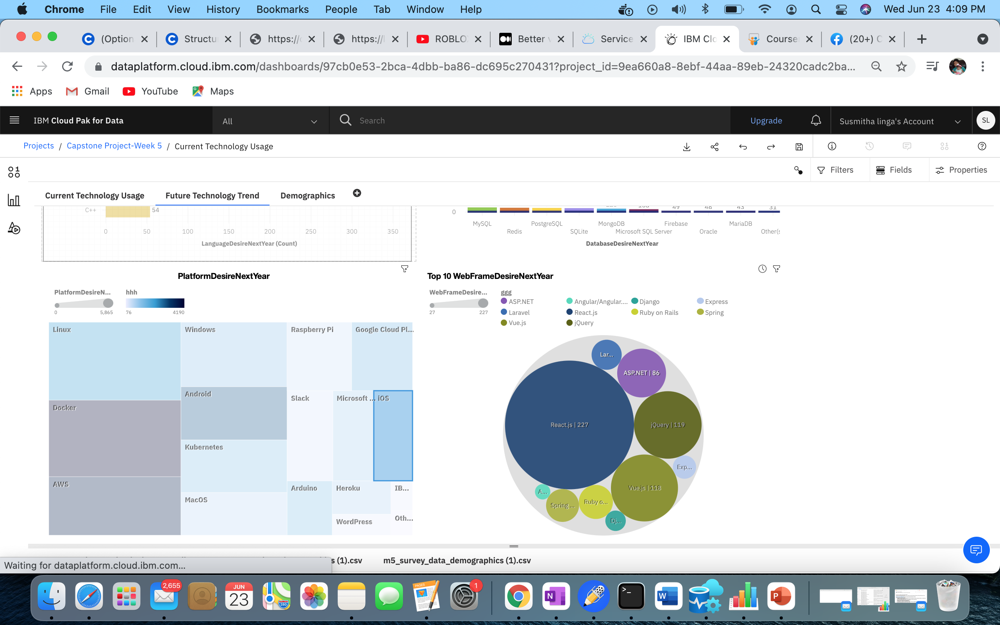 Chrome File Edit View History Bookmarks People Tab Window Help Wed Jun 23 4:09 PM
(Option Structu https:// https:// ROBLO Better Service IBM Clo Course (20+) C
dataplatform.cloud.ibm.com/dashboards/97cb0e53-2bca-4dbb-ba86-dc695c270431?project_id=9ea660a8-8ebf-44aa-89eb-24320cadc2ba...
Apps Gmail YouTube Maps
IBM Cloud Pak for Data All Search Upgrade Susmitha linga's Account SL
Projects / Capstone Project-Week 5 / Current Technology Usage
Filters Fields Properties
Current Technology Usage Future Technology Trend Demographics
C++ 54
0 50 100 150 200 250 300 350
LanguageDesireNextYear (Count)
0 49 48 43 31
MySQL PostgreSQL MongoDB Firebase MariaDB
Redis SQLite Microsoft SQL Server Oracle Other(s
DatabaseDesireNextYear
PlatformDesireNextYear
PlatformDesireN... hhh
0 5,865 76 4190
Linux Windows Raspberry Pi Google Cloud Pl...
Android Slack Microsoft ... iOS
Docker
Kubernetes
AWS Arduino Heroku IB...
MacOS
WordPress Oth...
Top 10 WebFrameDesireNextYear
WebFrameDesire... ggg
27 227
ASP.NET Angular/Angular.... Django Express
Laravel React.js Ruby on Rails Spring
Vue.js jQuery
Lar...
ASP.NET | 86
React.js | 227 jQuery | 119
Exp...
Vue.js | 118
A...
Spring ... Ruby o...
Dj...
s (1).csv m5_survey_data_demographics (1).csv
Waiting for dataplatform.cloud.ibm.com...
2,655 JUN 23 PAGES 280 1 N >_ W P